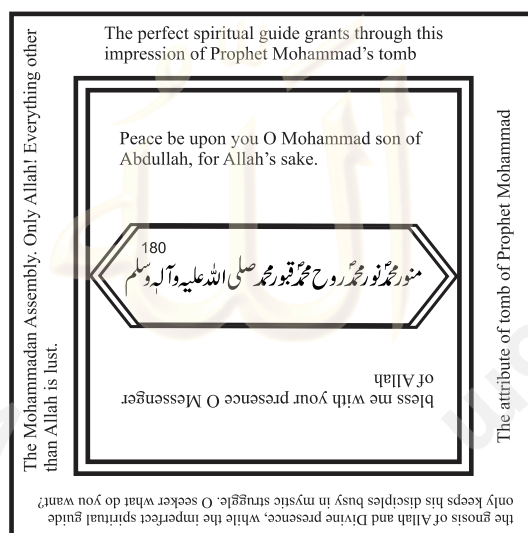 The perfect spiritual guide grants through this
impression of Prophet Mohammad's tomb
the gnosis of Allah and Divine presence, while the imperfect spiritual guide
only keeps his disciples busy in mystic struggle. O seeker what do you want?
The Mohammadan Assembly. Only Allah! Everything other
than Allah is lust.
The attribute of tomb of Prophet Mohammad
Peace be upon you O Mohammad son of
Abdullah, for Allah's sake.
180
منور محمدؐ نور محمدؐ روح محمدؐ قبور محمد صلی اللہ علیہ وآلہٖ وسلم
bless me with your presence O Messenger
of Allah
الله